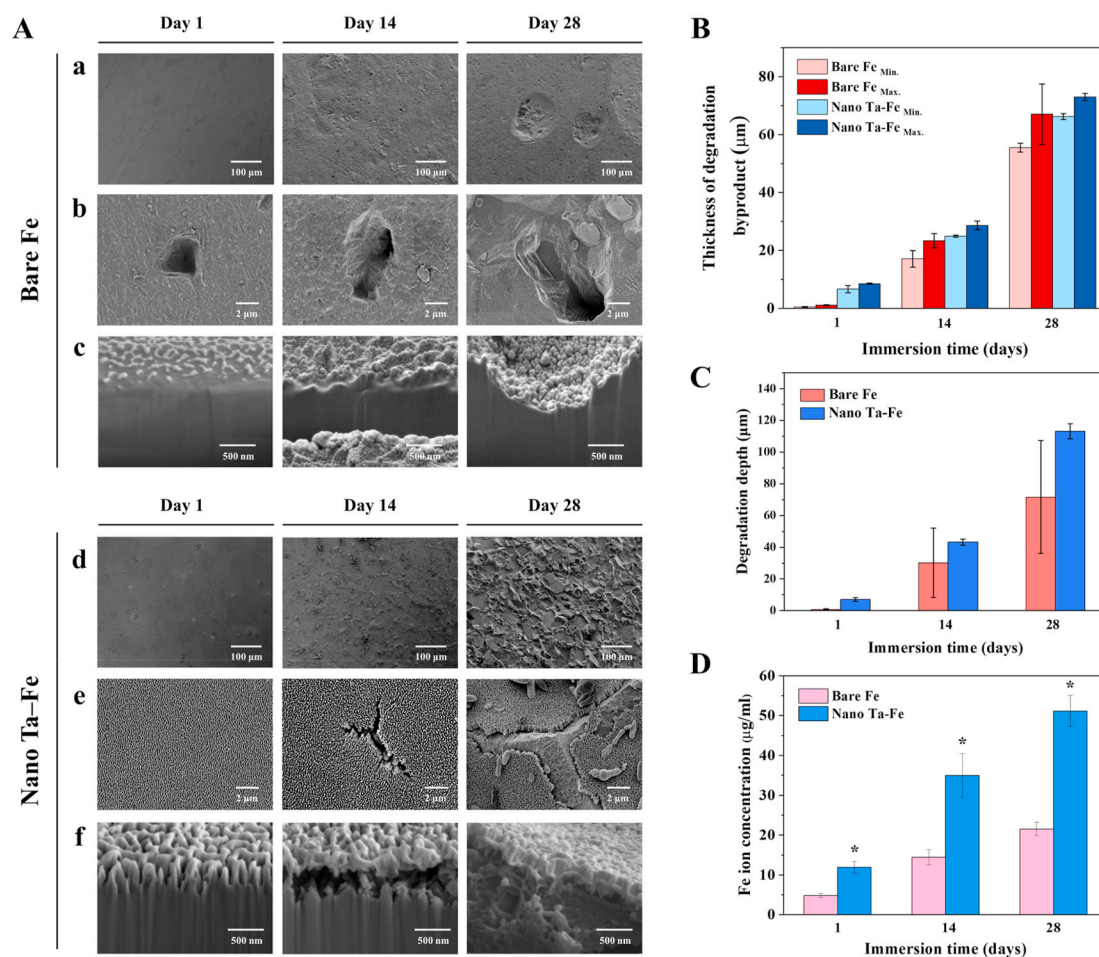 A
Day 1
Day 14
Day 28
Bare Fe
a
100 μm
100 μm
100 μm
b
2 μm
2 μm
2 μm
c
500 nm
500 nm
500 nm
Day 1
Day 14
Day 28
Nano Ta–Fe
d
100 μm
100 μm
100 μm
e
2 μm
2 μm
2 μm
f
500 nm
500 nm
500 nm
B
Bare Fe Min.
Bare Fe Max.
Nano Ta-Fe Min.
Nano Ta-Fe Max.
Thickness of degradation
byproduct (μm)
80
60
40
20
0
1
14
28
Immersion time (days)
C
Bare Fe
Nano Ta-Fe
Degradation depth (μm)
140
120
100
80
60
40
20
0
1
14
28
Immersion time (days)
D
Bare Fe
Nano Ta-Fe
Fe ion concentration (μg/ml)
60
50
40
30
20
10
0
*
*
*
1
14
28
Immersion time (days)